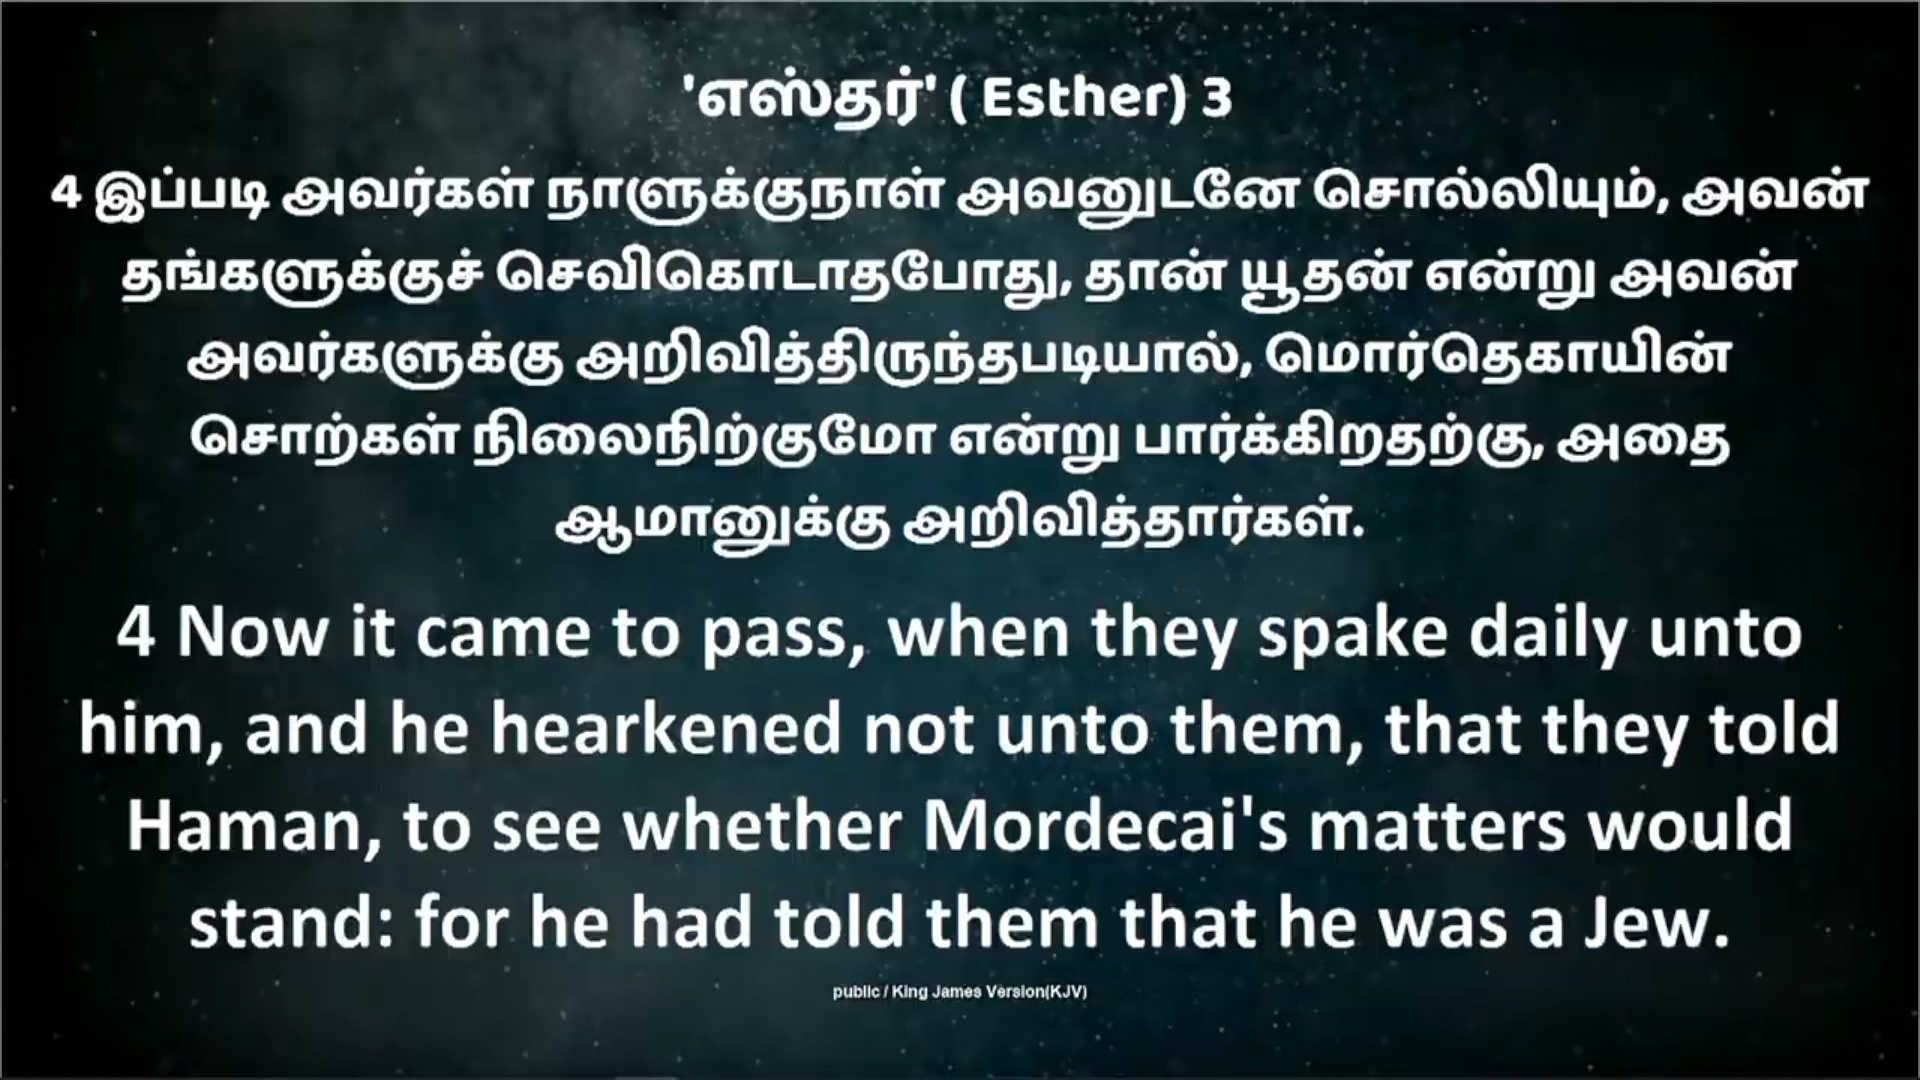 'எஸ்தர்' ( Esther) 3
4 இப்படி அவர்கள் நாளுக்குநாள் அவனுடனே சொல்லியும், அவன்
தங்களுக்குச் செவிகொடாதபோது, தான் யூதன் என்று அவன்
அவர்களுக்கு அறிவித்திருந்தபடியால், மொர்தெகாயின்
சொற்கள் நிலைநிற்குமோ என்று பார்க்கிறதற்கு, அதை
ஆமானுக்கு அறிவித்தார்கள்.
4 Now it came to pass, when they spake daily unto
him, and he hearkened not unto them, that they told
Haman, to see whether Mordecai's matters would
stand: for he had told them that he was a Jew.
public / King James Version(KJV)